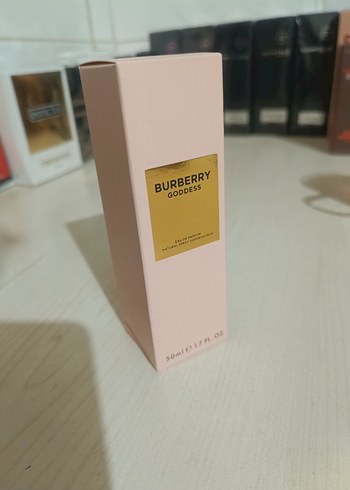 BURBERRY
GODDESS
EAU DE PARFUM
NATURAL SPRAY VAPORISATEUR
50ml ℮ 1.7 FL. OZ